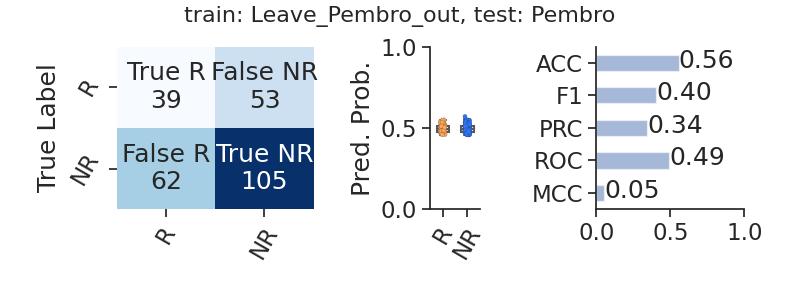 train: Leave_Pembro_out, test: Pembro
True Label
R
NR
True R
39
False NR
53
False R
62
True NR
105
R
NR
Pred. Prob.
1.0
0.5
0.0
R
NR
ACC
0.56
F1
0.40
PRC
0.34
ROC
0.49
MCC
0.05
0.0
0.5
1.0